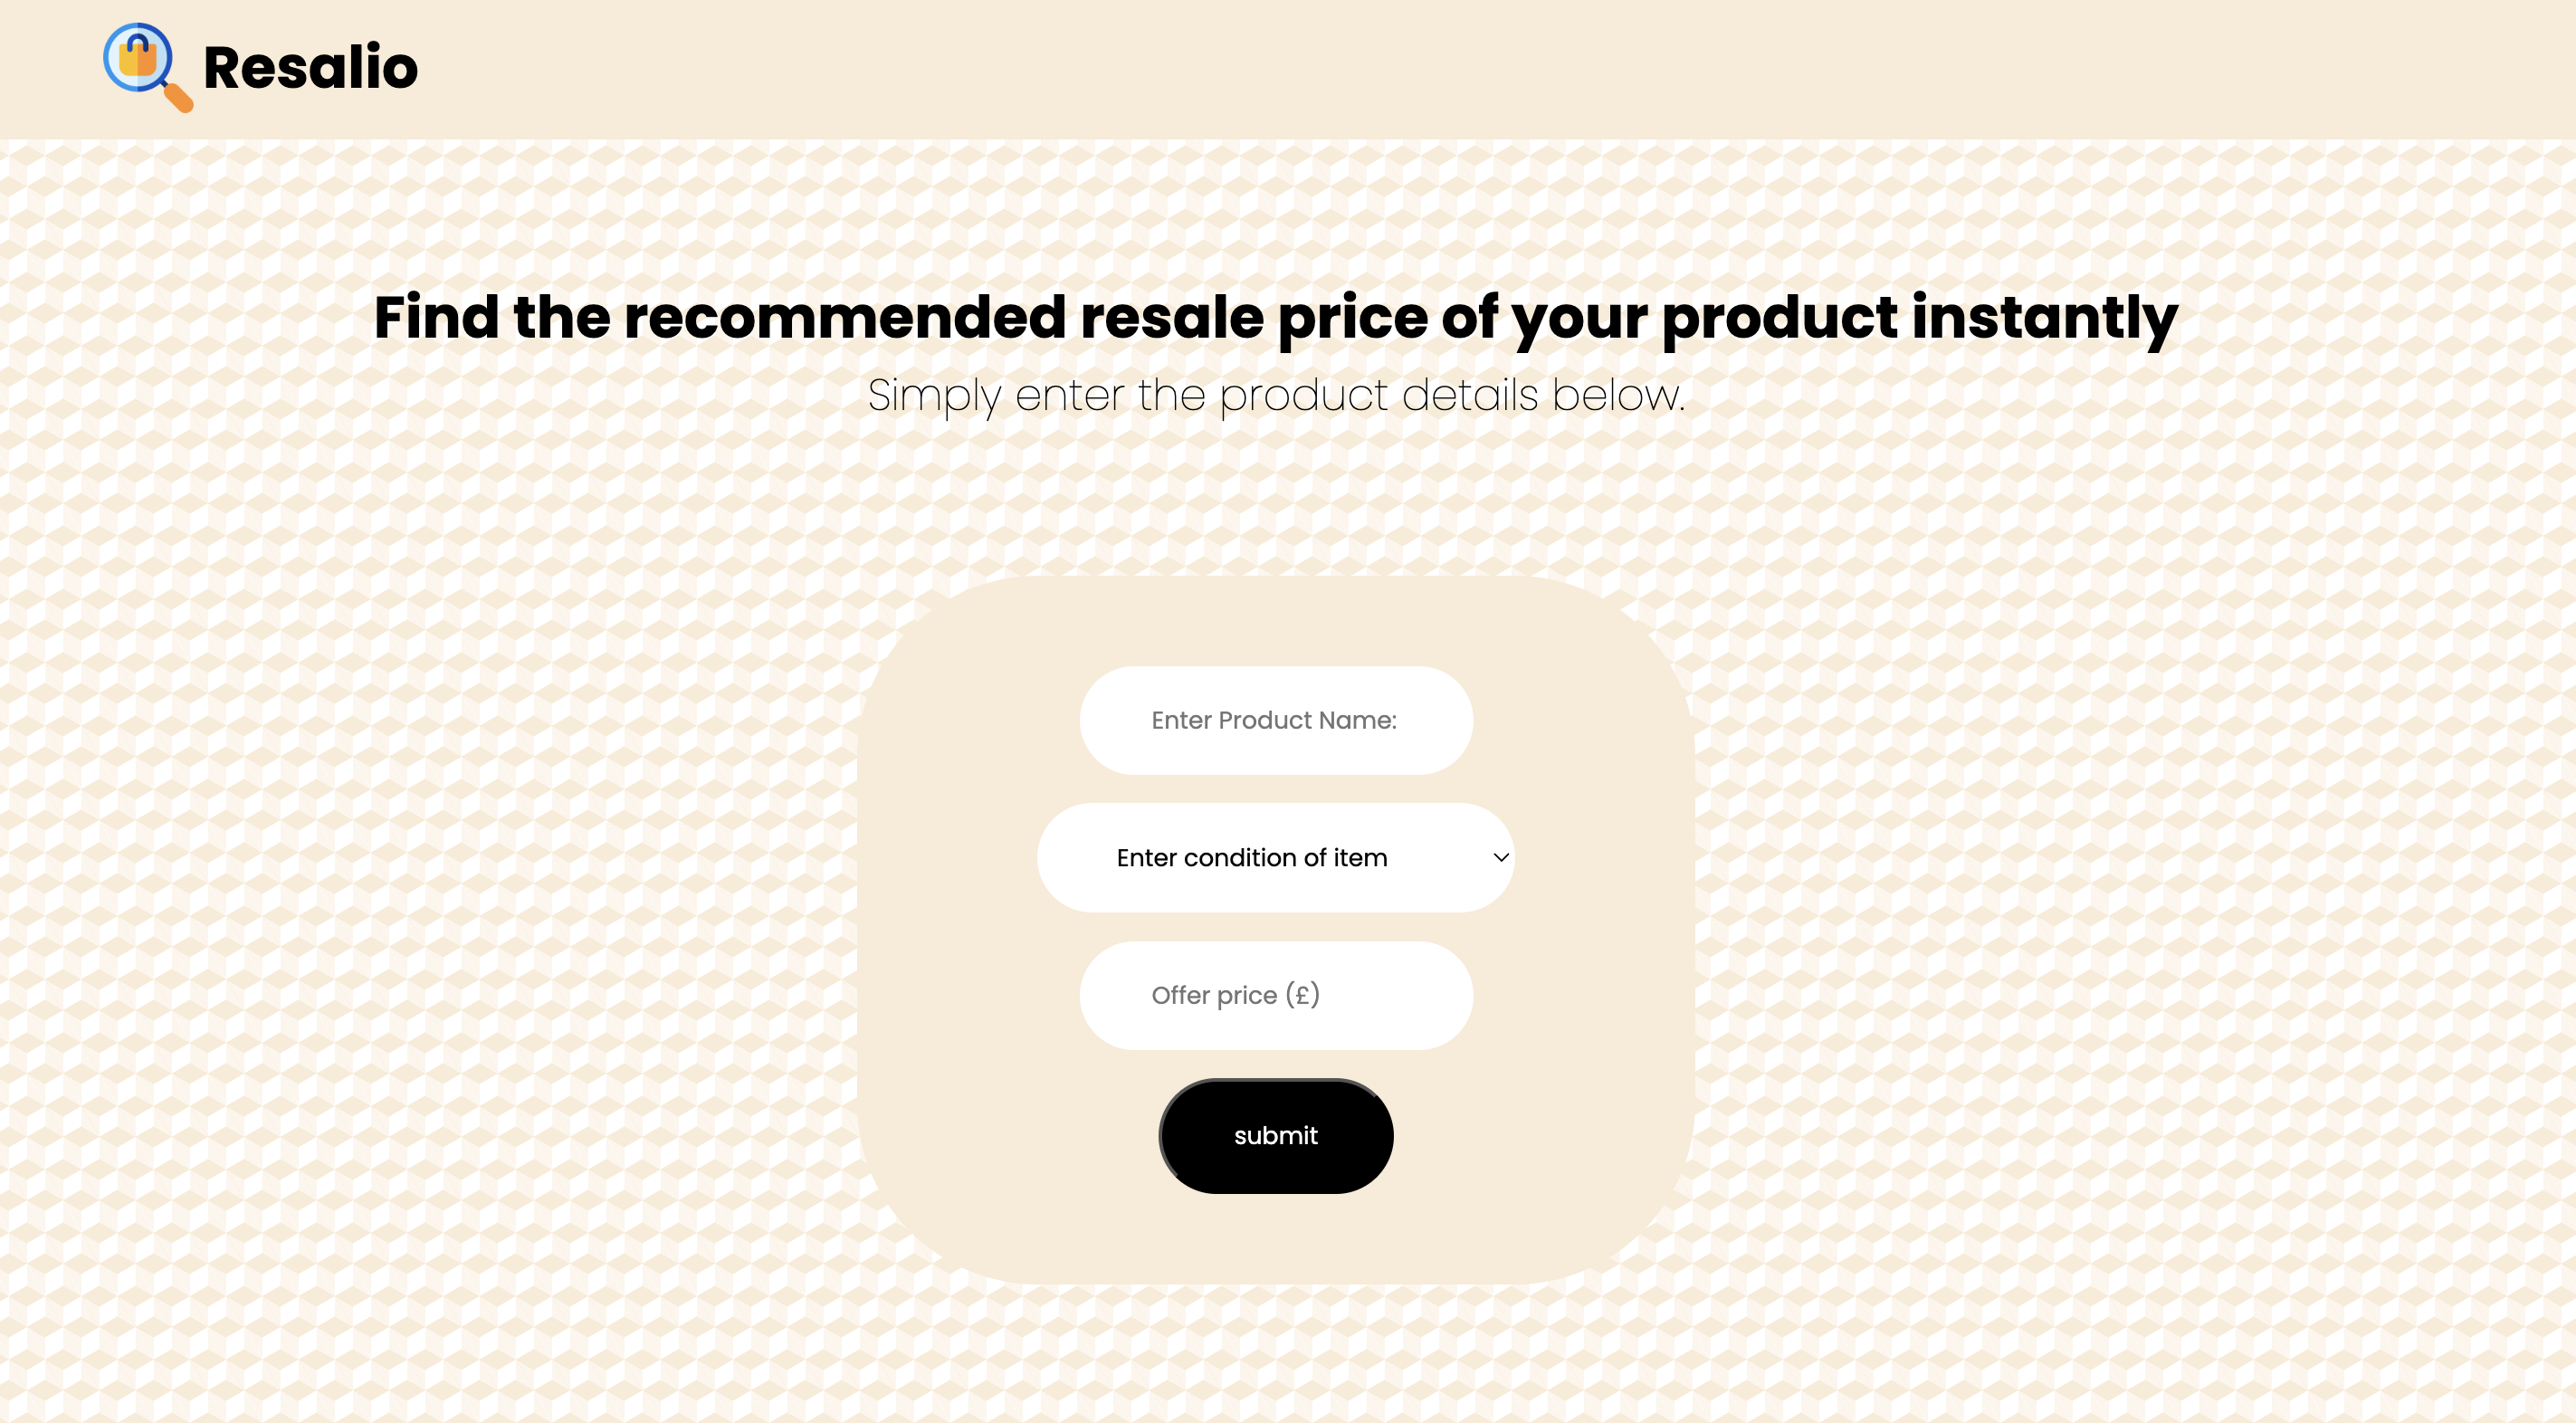 Resalio
Find the recommended resale price of your product instantly
Simply enter the product details below.
Enter Product Name:
Enter condition of item
Offer price (£)
submit